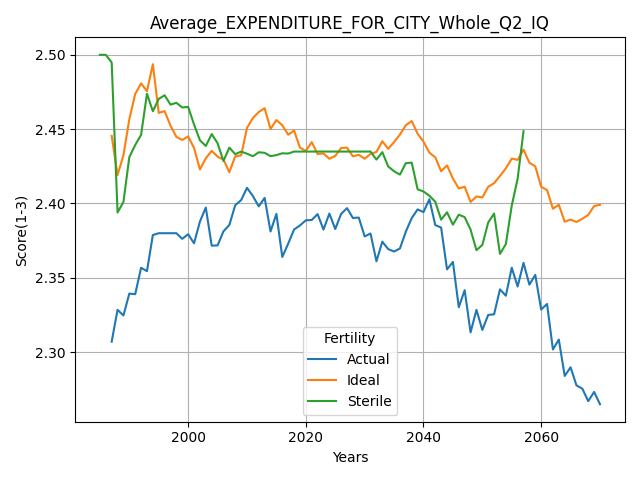 Average_EXPENDITURE_FOR_CITY_Whole_Q2_IQ
2.50
2.45
2.40
2.35
2.30
Score(1-3)
Fertility
Actual
Ideal
Sterile
2000
2020
2040
2060
Years